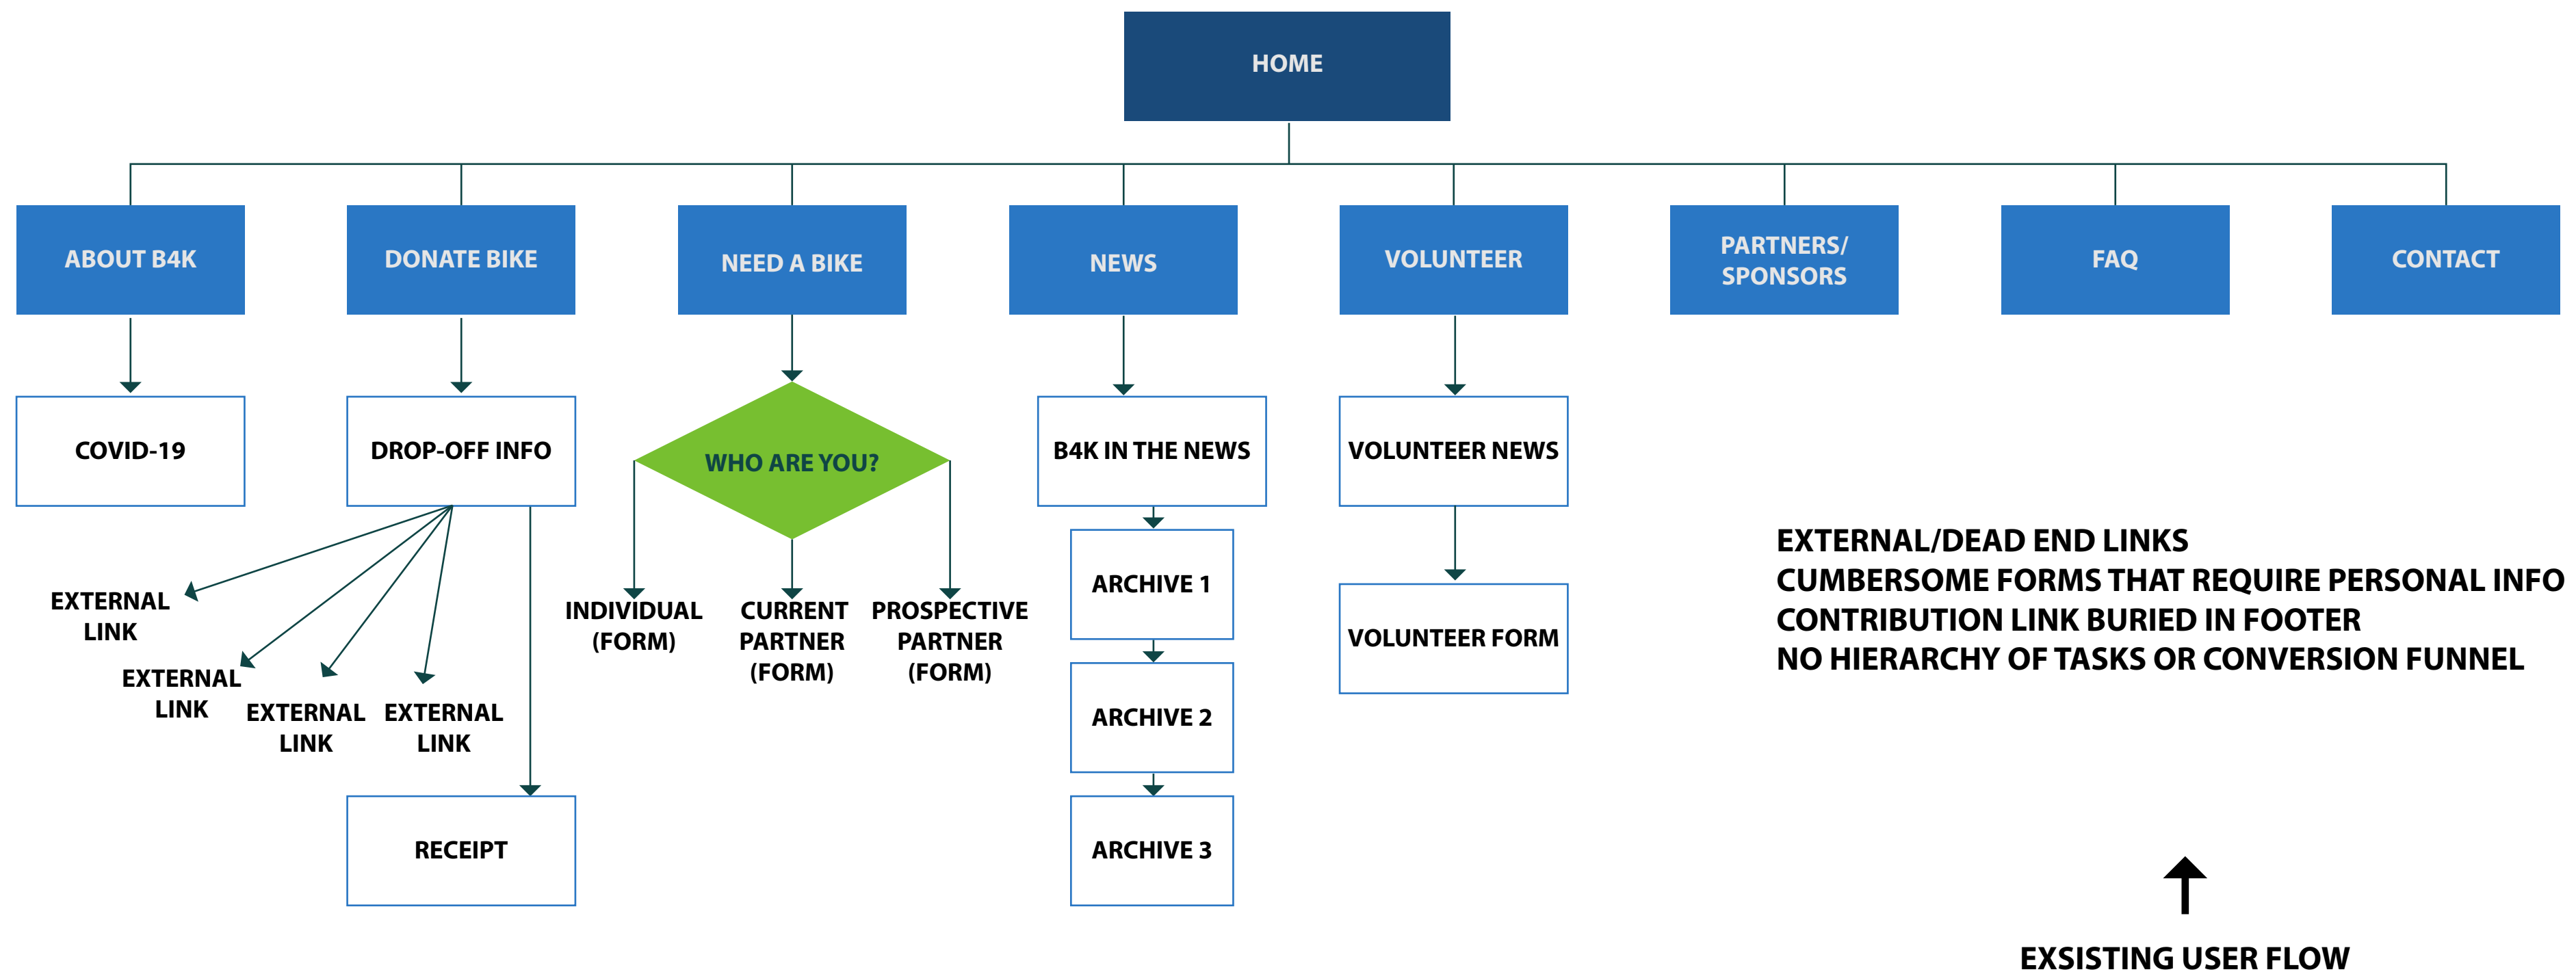 HOME
ABOUT B4K
DONATE BIKE
NEED A BIKE
NEWS
VOLUNTEER
PARTNERS/
SPONSORS
FAQ
CONTACT
COVID-19
DROP-OFF INFO
WHO ARE YOU?
B4K IN THE NEWS
VOLUNTEER NEWS
EXTERNAL
LINK
EXTERNAL
LINK
EXTERNAL
LINK
EXTERNAL
LINK
RECEIPT
INDIVIDUAL
(FORM)
CURRENT
PARTNER
(FORM)
PROSPECTIVE
PARTNER
(FORM)
ARCHIVE 1
ARCHIVE 2
ARCHIVE 3
VOLUNTEER FORM
EXTERNAL/DEAD END LINKS
CUMBERSOME FORMS THAT REQUIRE PERSONAL INFO
CONTRIBUTION LINK BURIED IN FOOTER
NO HIERARCHY OF TASKS OR CONVERSION FUNNEL
EXSISTING USER FLOW